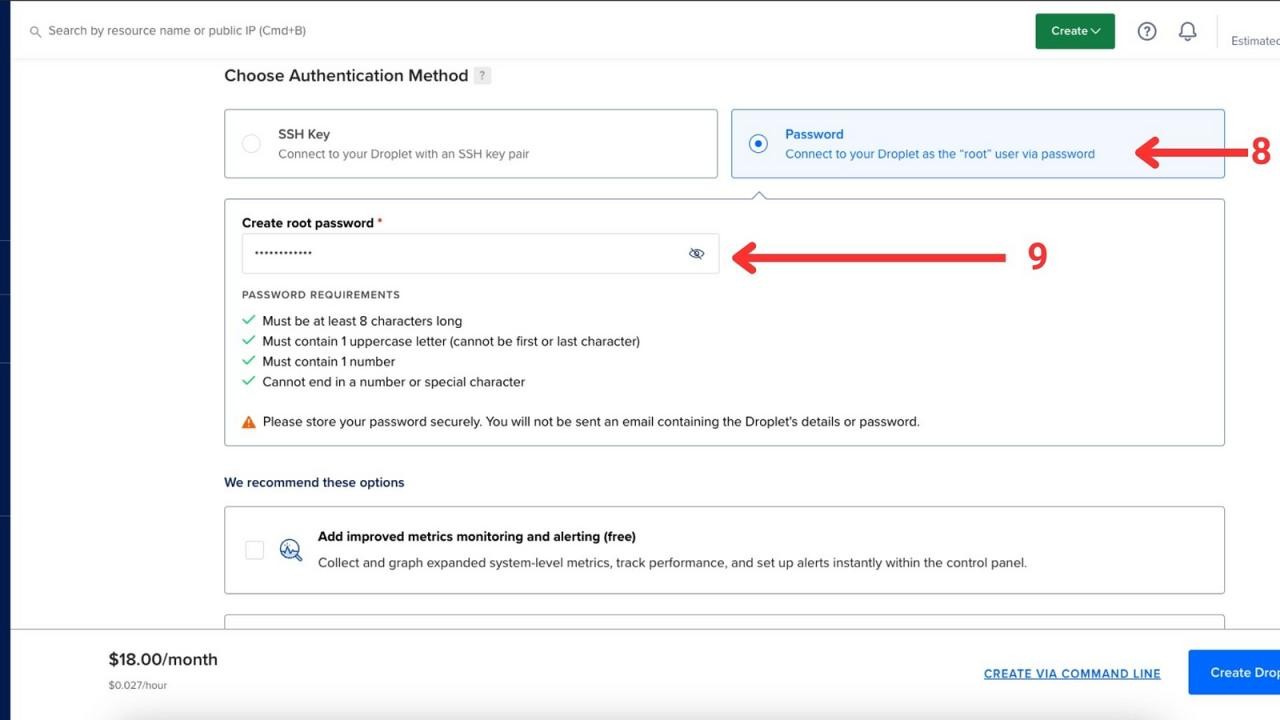 Search by resource name or public IP (Cmd+B)
Create
?
Estimated
Choose Authentication Method ?
SSH Key
Connect to your Droplet with an SSH key pair
Password
Connect to your Droplet as the “root” user via password
8
Create root password *
••••••••••••
9
PASSWORD REQUIREMENTS
Must be at least 8 characters long
Must contain 1 uppercase letter (cannot be first or last character)
Must contain 1 number
Cannot end in a number or special character
Please store your password securely. You will not be sent an email containing the Droplet's details or password.
We recommend these options
Add improved metrics monitoring and alerting (free)
Collect and graph expanded system-level metrics, track performance, and set up alerts instantly within the control panel.
$18.00/month
$0.027/hour
CREATE VIA COMMAND LINE
Create Drop